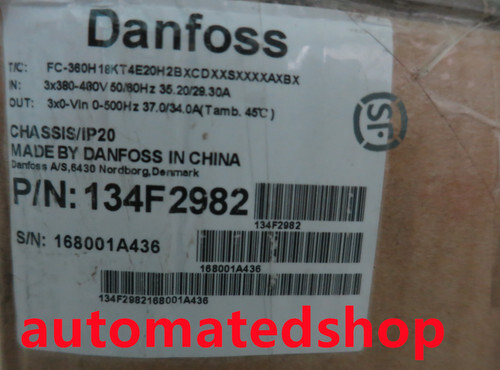 Danfoss
T/C: FC-360H18KT4E20H2BXCDXXSXXXXAXBX
IN: 3x380-480V 50/60Hz 35.20/29.30A
OUT: 3x0-Vin 0-500Hz 37.0/34.0A(Tamb. 45℃)
CHASSIS/IP20
MADE BY DANFOSS IN CHINA
Danfoss A/S,6430 Nordborg,Denmark
P/N: 134F2982
134F2982
S/N: 168001A436
168001A436
134F2982168001A436
SF
automatedshop